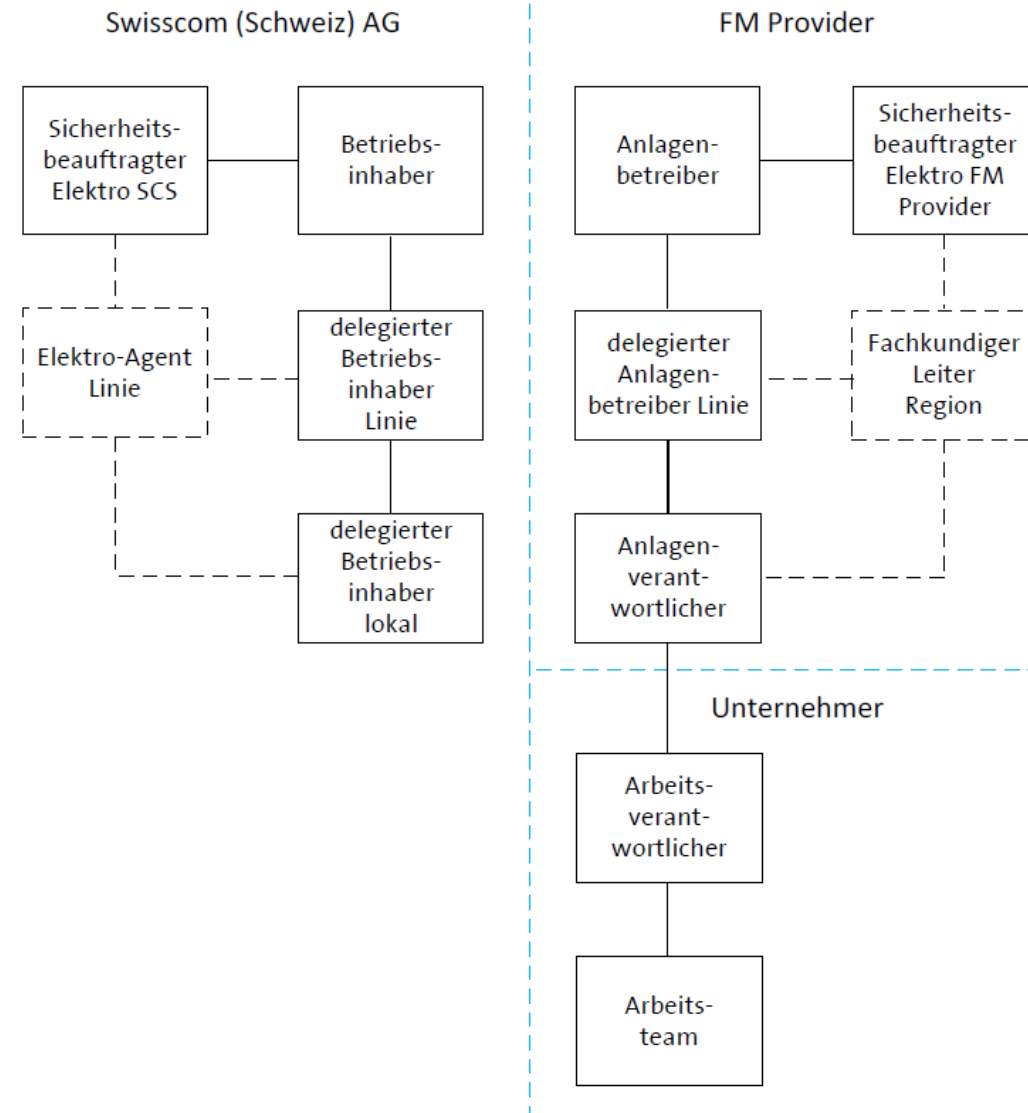 Swisscom (Schweiz) AG
FM Provider
Sicherheits-
beauftragter
Elektro SCS
Betriebs-
inhaber
Anlagen-
betreiber
Sicherheits-
beauftragter
Elektro FM
Provider
Elektro-Agent
Linie
delegierter
Betriebs-
inhaber
Linie
delegierter
Anlagen-
betreiber Linie
Fachkundiger
Leiter
Region
delegierter
Betriebs-
inhaber
lokal
Anlagen-
verant-
wortlicher
Unternehmer
Arbeits-
verant-
wortlicher
Arbeits-
team